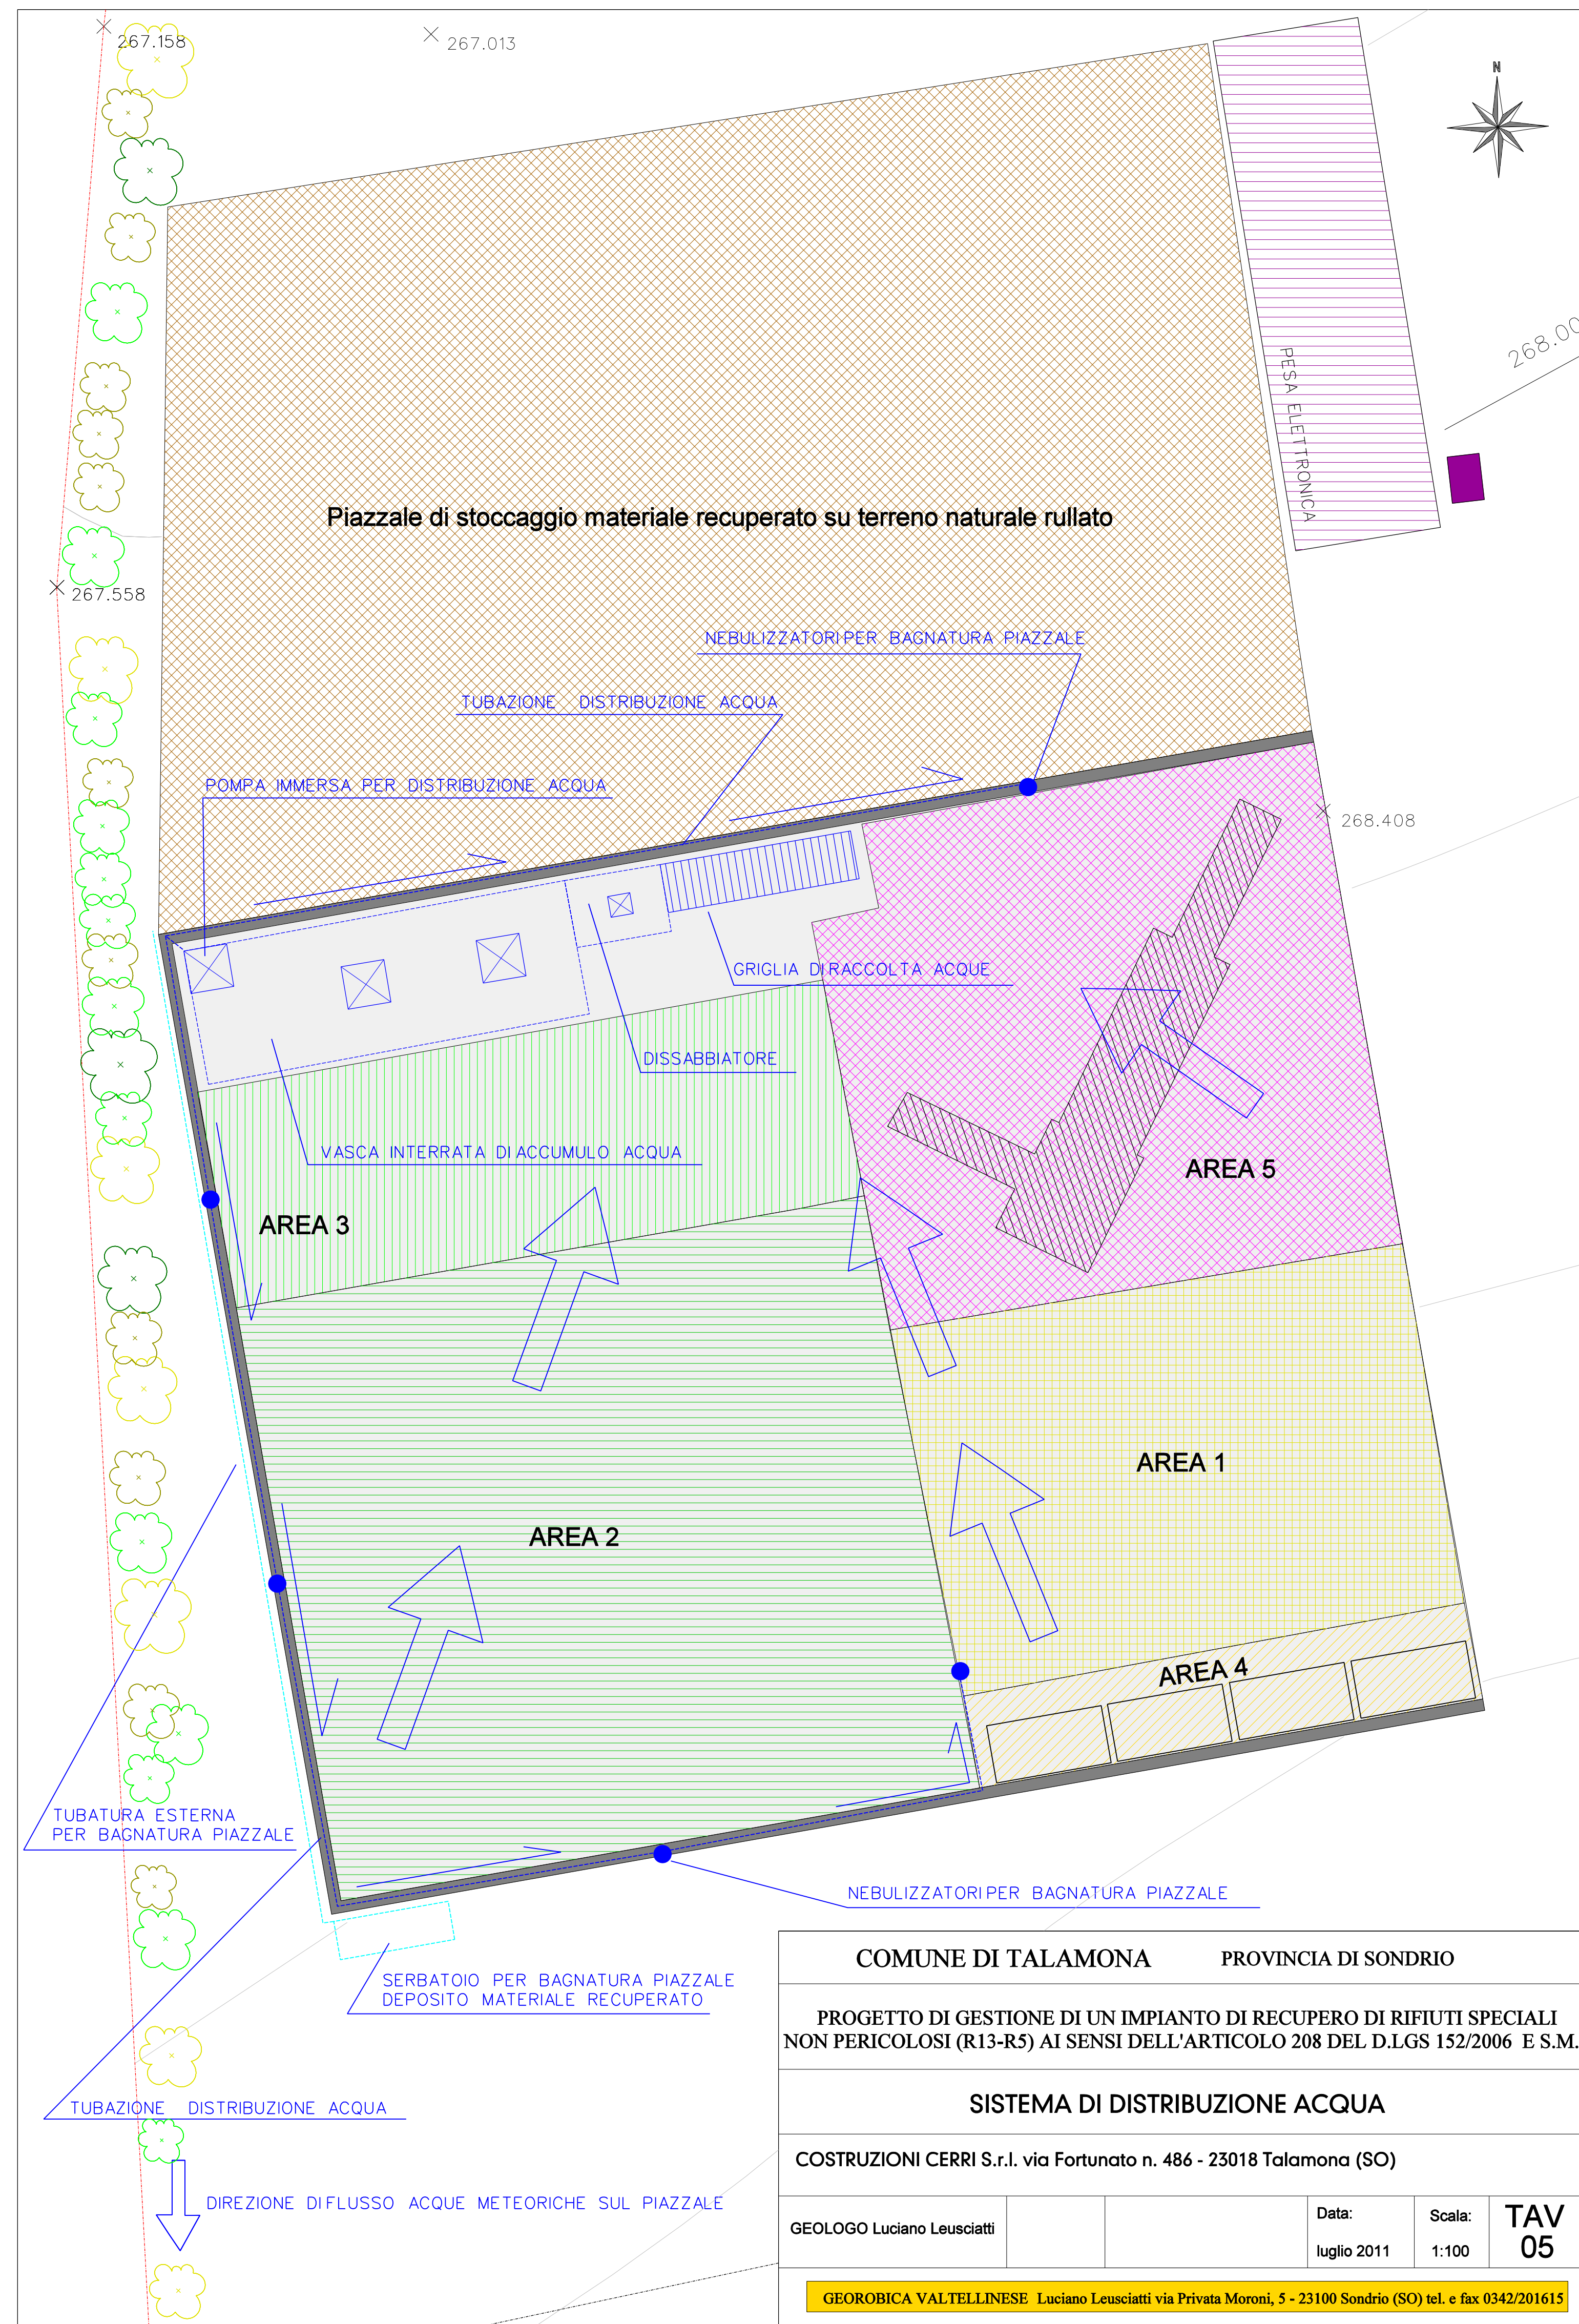 267.158
267.013
N
268.00
PESA ELETTRONICA
Piazzale di stoccaggio materiale recuperato su terreno naturale rullato
267.558
NEBULIZZATORI PER BAGNATURA PIAZZALE
TUBAZIONE DISTRIBUZIONE ACQUA
POMPA IMMERSA PER DISTRIBUZIONE ACQUA
268.408
GRIGLIA DI RACCOLTA ACQUE
DISSABBIATORE
VASCA INTERRATA DI ACCUMULO ACQUA
AREA 5
AREA 3
AREA 1
AREA 2
AREA 4
TUBATURA ESTERNA
PER BAGNATURA PIAZZALE
NEBULIZZATORI PER BAGNATURA PIAZZALE
SERBATOIO PER BAGNATURA PIAZZALE
DEPOSITO MATERIALE RECUPERATO
TUBAZIONE DISTRIBUZIONE ACQUA
DIREZIONE DI FLUSSO ACQUE METEORICHE SUL PIAZZALE
COMUNE DI TALAMONA PROVINCIA DI SONDRIO
PROGETTO DI GESTIONE DI UN IMPIANTO DI RECUPERO DI RIFIUTI SPECIALI
NON PERICOLOSI (R13-R5) AI SENSI DELL'ARTICOLO 208 DEL D.LGS 152/2006 E S.M.
SISTEMA DI DISTRIBUZIONE ACQUA
COSTRUZIONI CERRI S.r.l. via Fortunato n. 486 - 23018 Talamona (SO)
GEOLOGO Luciano Leusciatti
Data:
luglio 2011
Scala:
1:100
TAV
05
GEOROBICA VALTELLINESE Luciano Leusciatti via Privata Moroni, 5 - 23100 Sondrio (SO) tel. e fax 0342/201615